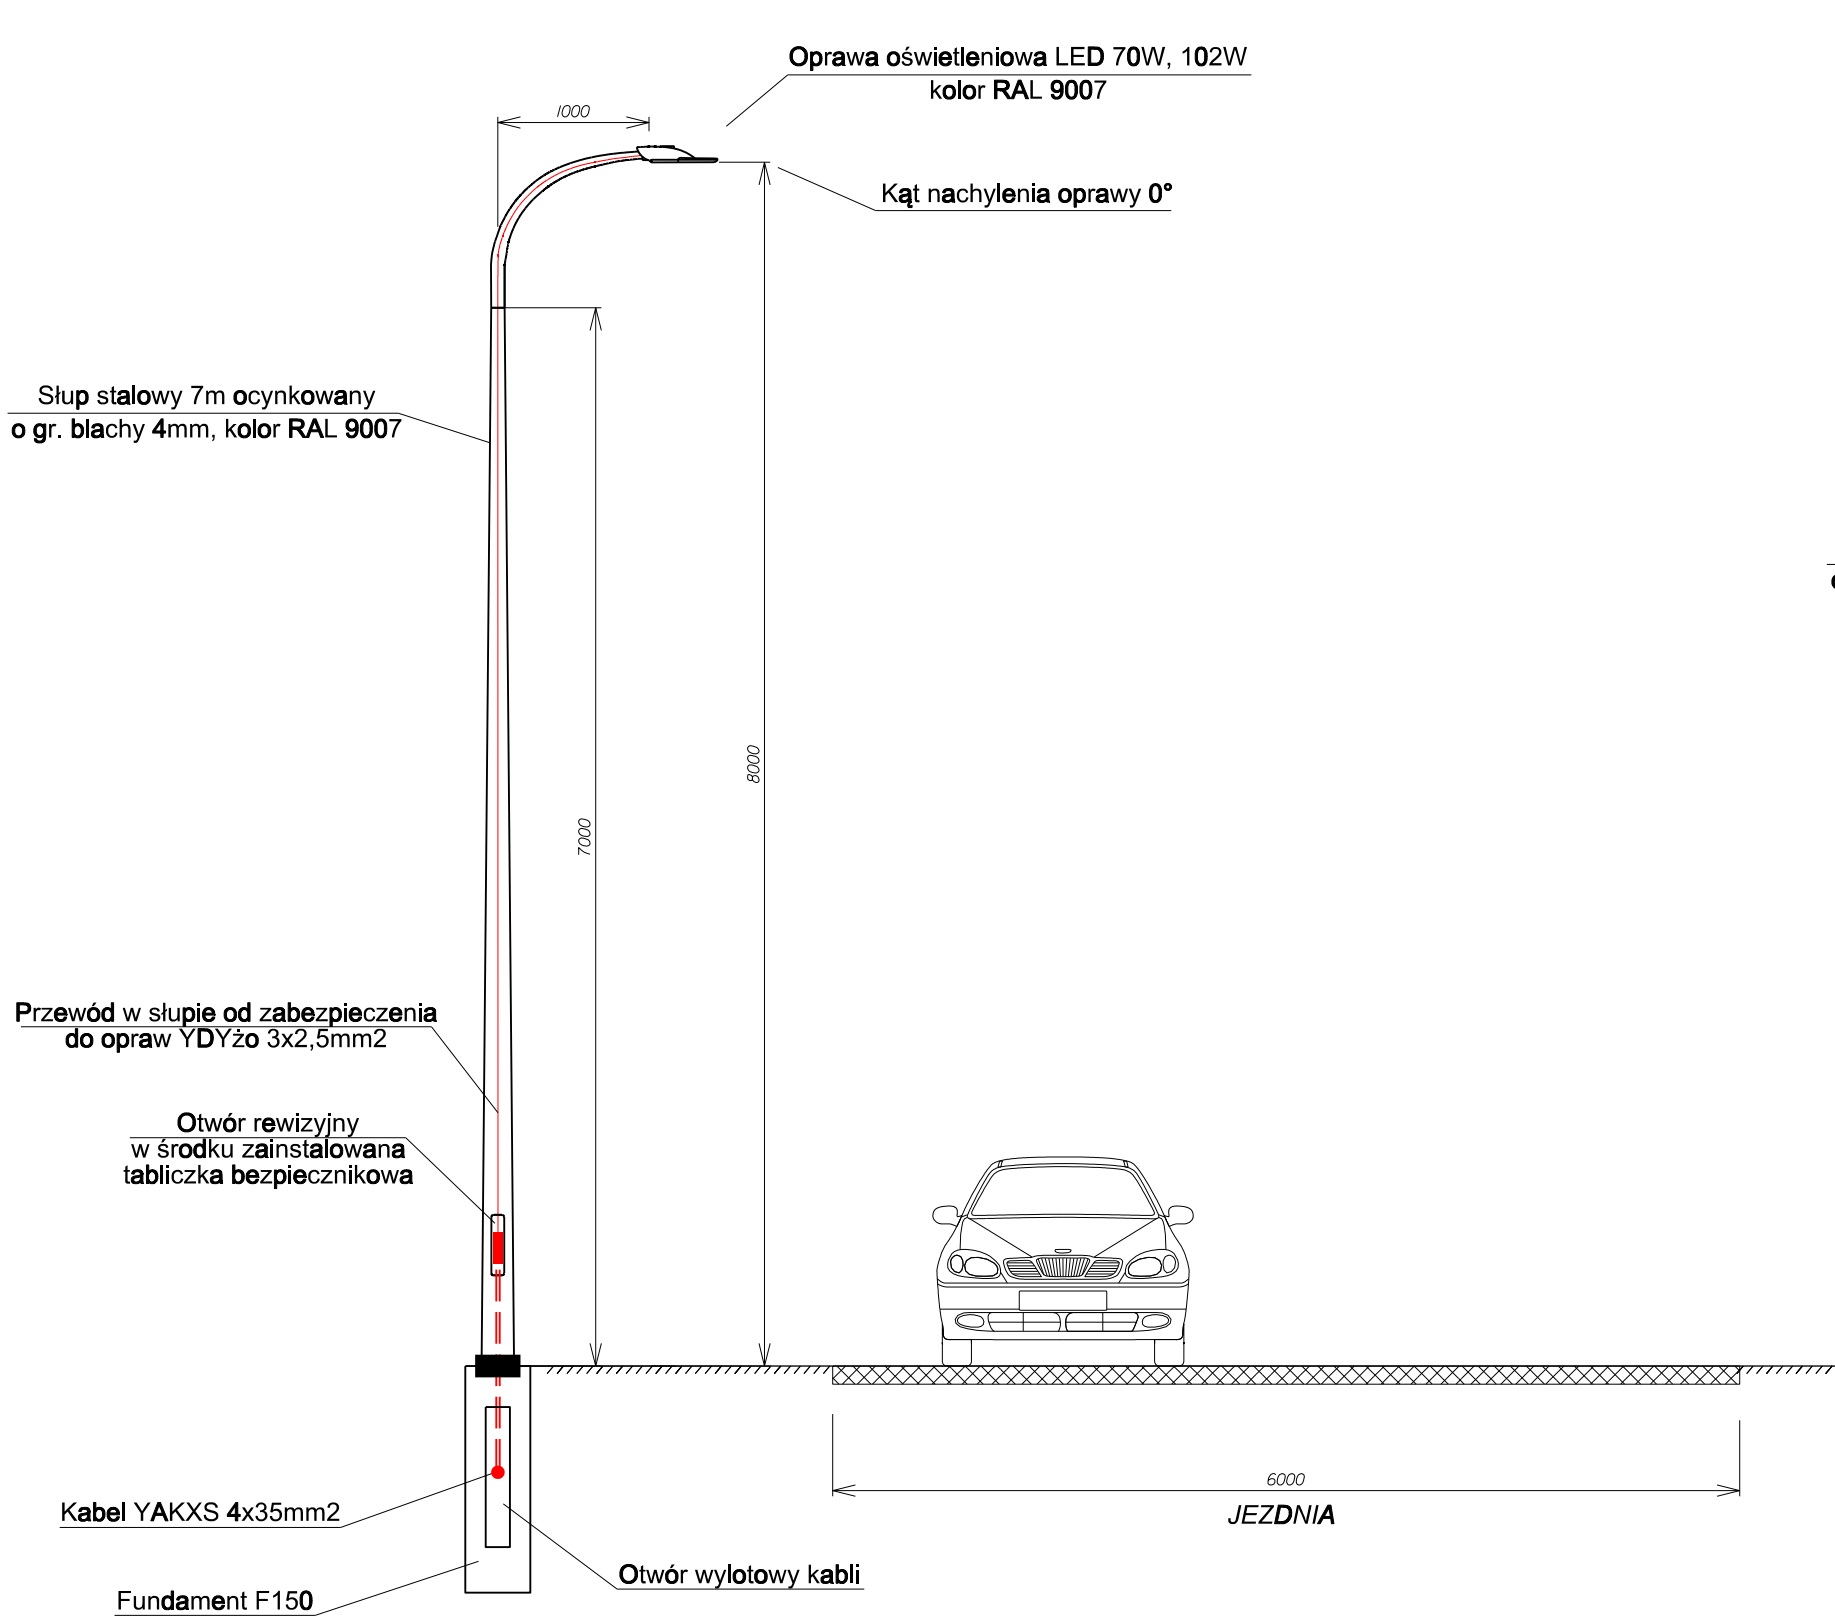 Oprawa oświetleniowa LED 70W, 102W
kolor RAL 9007
1000
Kąt nachylenia oprawy 0°
Słup stalowy 7m ocynkowany
o gr. blachy 4mm, kolor RAL 9007
8000
7000
Przewód w słupie od zabezpieczenia
do opraw YDYżo 3x2,5mm2
Otwór rewizyjny
w środku zainstalowana
tabliczka bezpiecznikowa
6000
JEZDNIA
Kabel YAKXS 4x35mm2
Otwór wylotowy kabli
Fundament F150